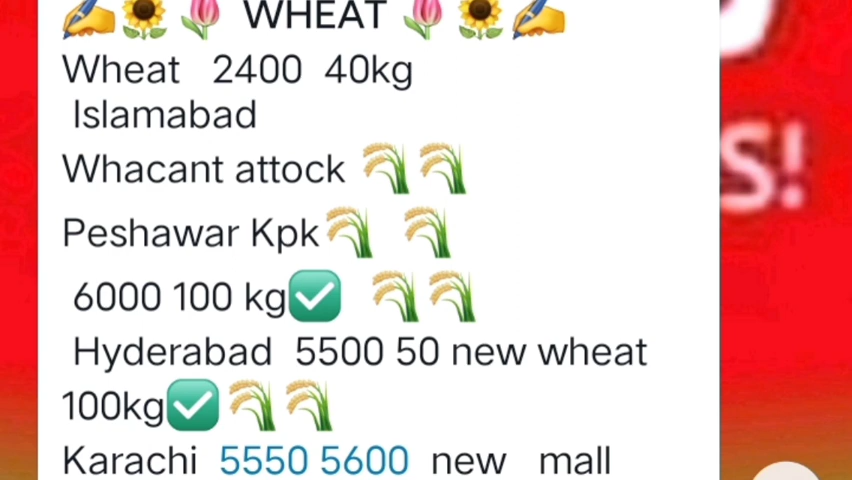 ✍️🌻🌷 WHEAT 🌷🌻✍️
Wheat 2400 40kg
Islamabad
Whacant attock 🌾🌾
Peshawar Kpk🌾 🌾
6000 100 kg✅ 🌾🌾
Hyderabad 5500 50 new wheat
100kg✅🌾🌾
Karachi 5550 5600 new mall
S!